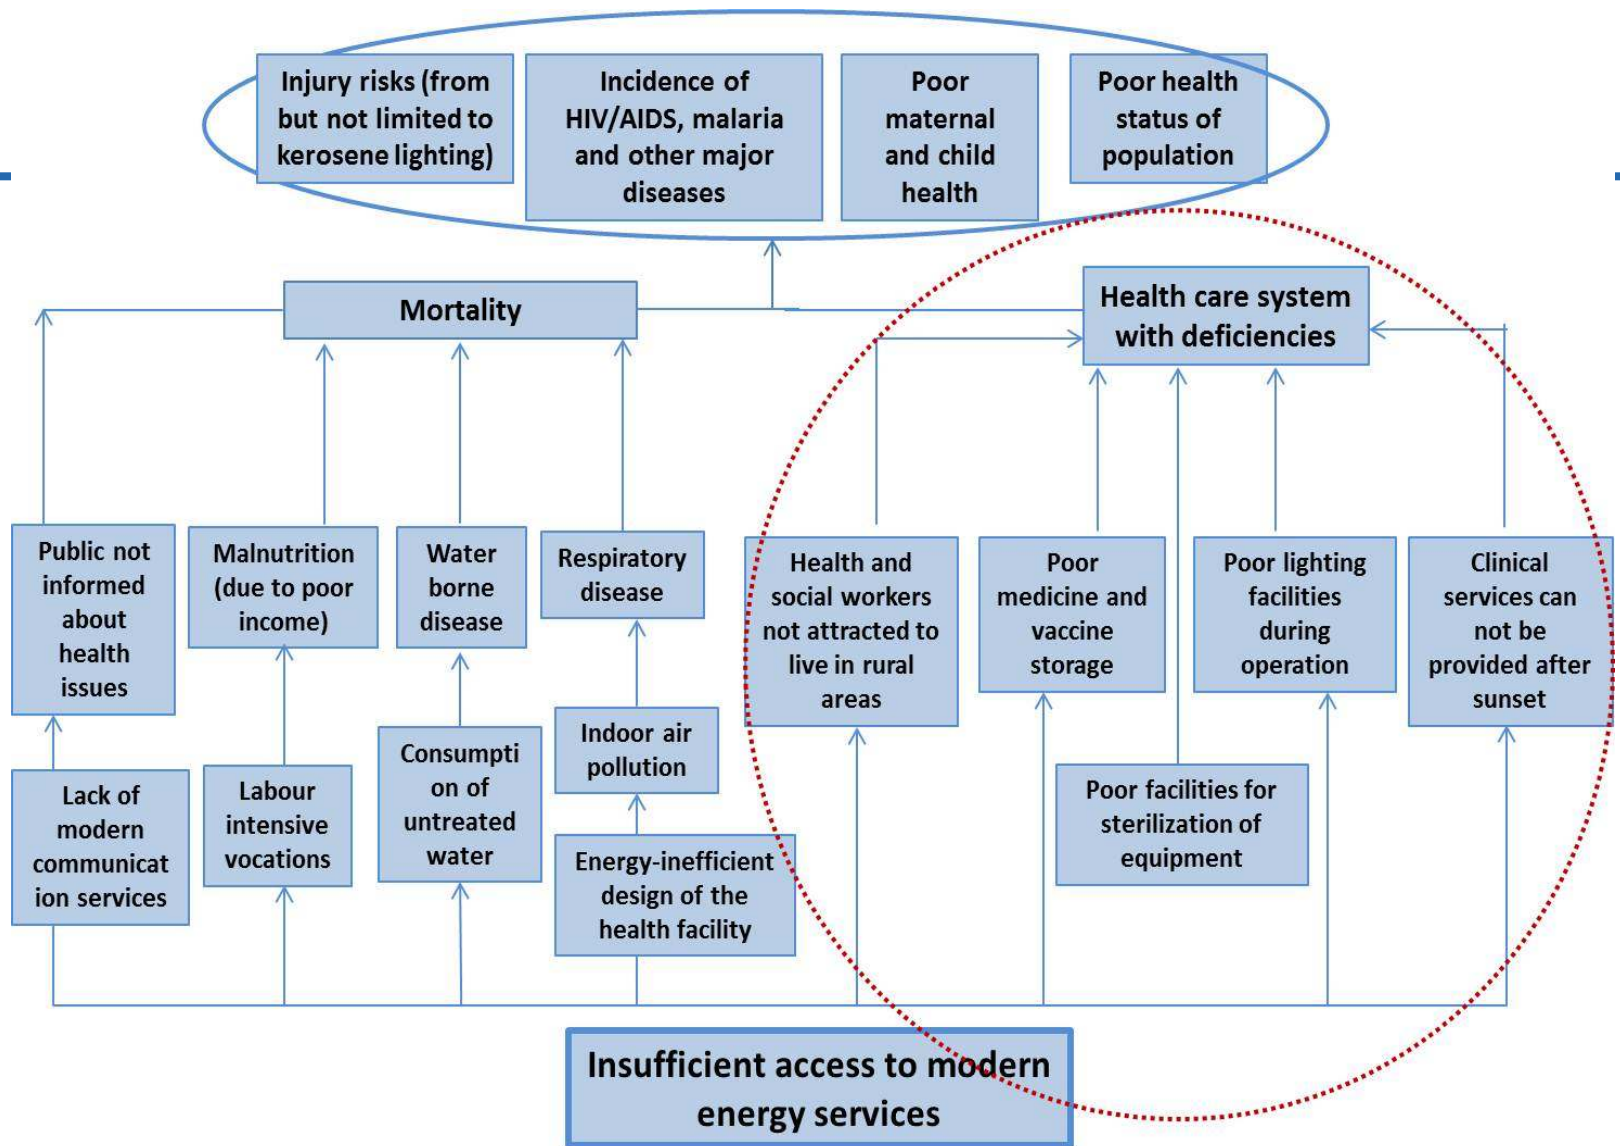 Injury risks (from
but not limited to
kerosene lighting)
Incidence of
HIV/AIDS, malaria
and other major
diseases
Poor
maternal
and child
health
Poor health
status of
population
Mortality
Health care system
with deficiencies
Public not
informed
about
health
issues
Malnutrition
(due to poor
income)
Water
borne
disease
Respiratory
disease
Health and
social workers
not attracted to
live in rural
areas
Poor
medicine and
vaccine
storage
Poor lighting
facilities
during
operation
Clinical
services can
not be
provided after
sunset
Lack of
modern
communicat
ion services
Labour
intensive
vocations
Consumpti
on of
untreated
water
Indoor air
pollution
Energy-inefficient
design of the
health facility
Poor facilities for
sterilization of
equipment
Insufficient access to modern
energy services